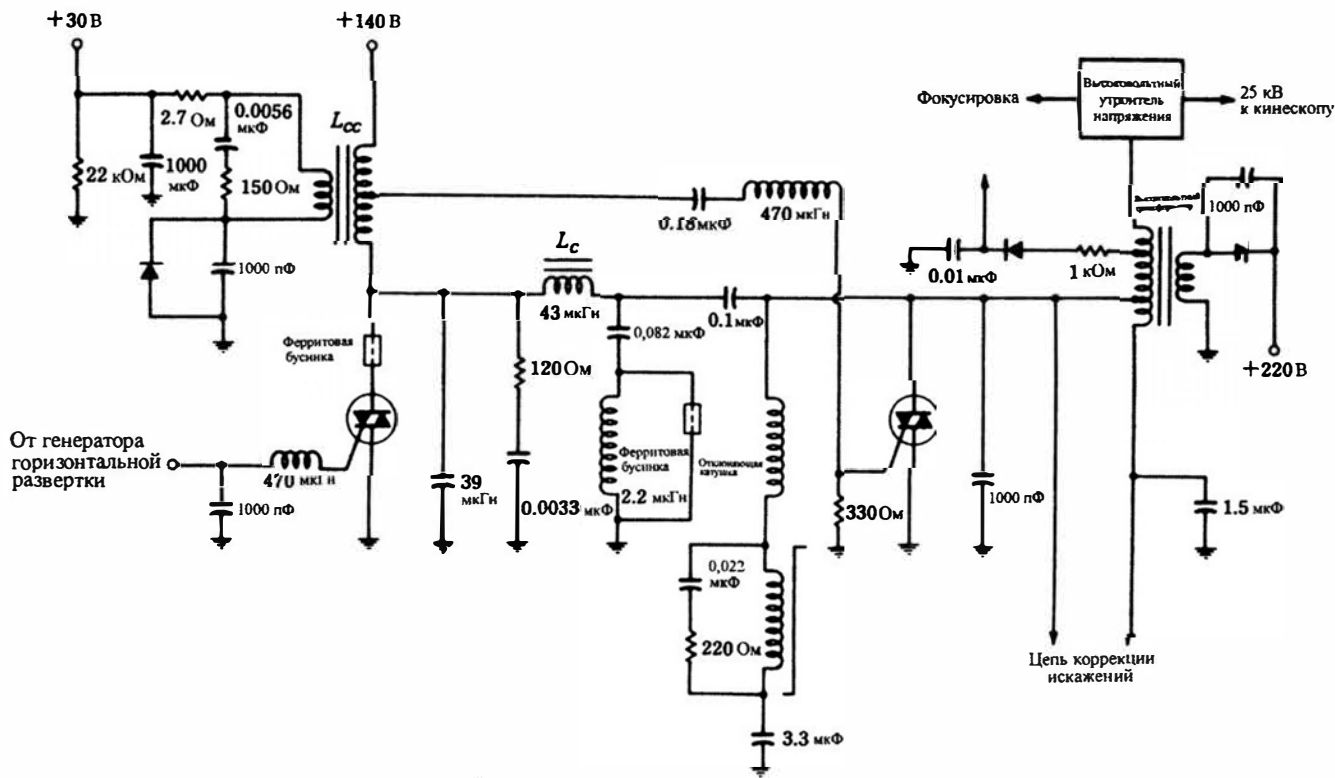 +30 В
+140 В
Высоковольтный
утроитель
напряжения
Фокусировка
25 кВ
к кинескопу
2.7 Ом
0.0056
мкФ
Lcc
22 кОм
1000
мкФ
150 Ом
1000 пФ
0.18 мкФ
470 мкГн
Высоковольтный
1000 пФ
Lc
43 мкГн
0.1 мкФ
0.01 мкФ
1 кОм
+220 В
Ферритовая
бусинка
0,082 мкФ
120 Ом
От генератора
горизонтальной
развертки
470 мкГн
1000 пФ
39
мкГн
0.0033 мкФ
Ферритовая
бусинка
2.2 мкГн
Отклоняющая
катушка
330 Ом
1000 пФ
1.5 мкФ
0,022
мкФ
220 Ом
3.3 мкФ
Цепь коррекции
искажений